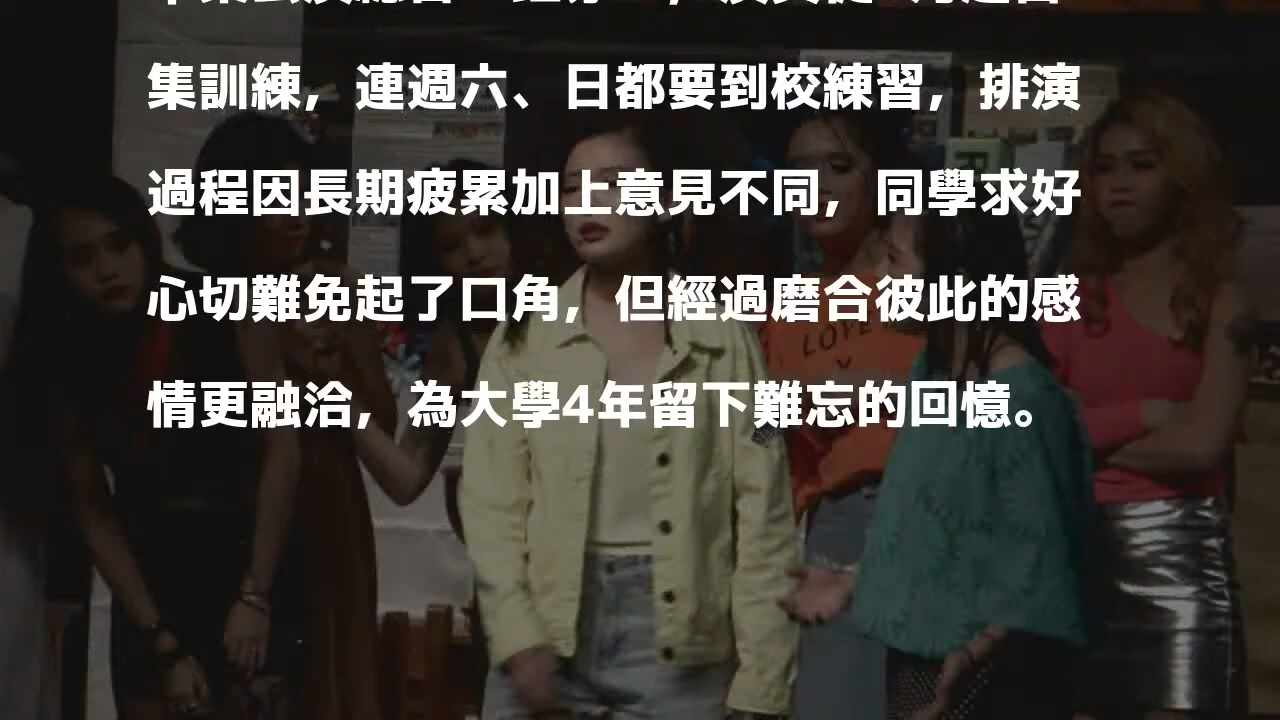 集訓練，連週六、日都要到校練習，排演
過程因長期疲累加上意見不同，同學求好
心切難免起了口角，但經過磨合彼此的感
情更融洽，為大學4年留下難忘的回憶。
LOVE